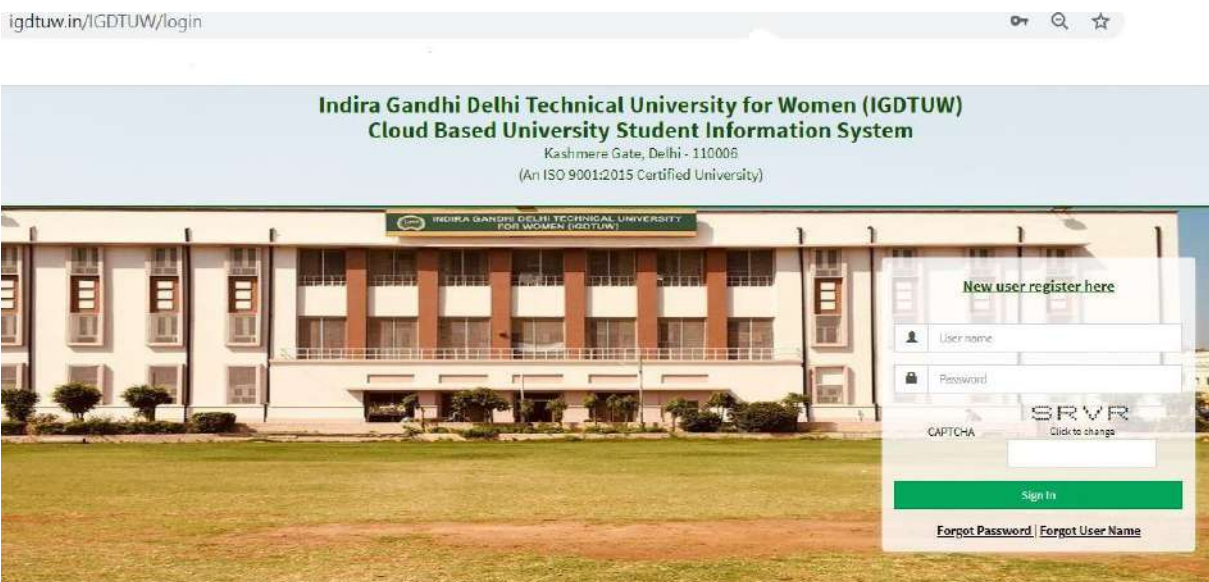 igdtuw.in/IGDTUW/login
Indira Gandhi Delhi Technical University for Women (IGDTUW)
Cloud Based University Student Information System
Kashmere Gate, Delhi - 110006
(An ISO 9001:2015 Certified University)
INDIRA GANDHI DELHI TECHNICAL UNIVERSITY
FOR WOMEN (IGDTUW)
New user register here
User name
Password
SRVR
CAPTCHA
Click to change
Sign In
Forgot Password | Forgot User Name